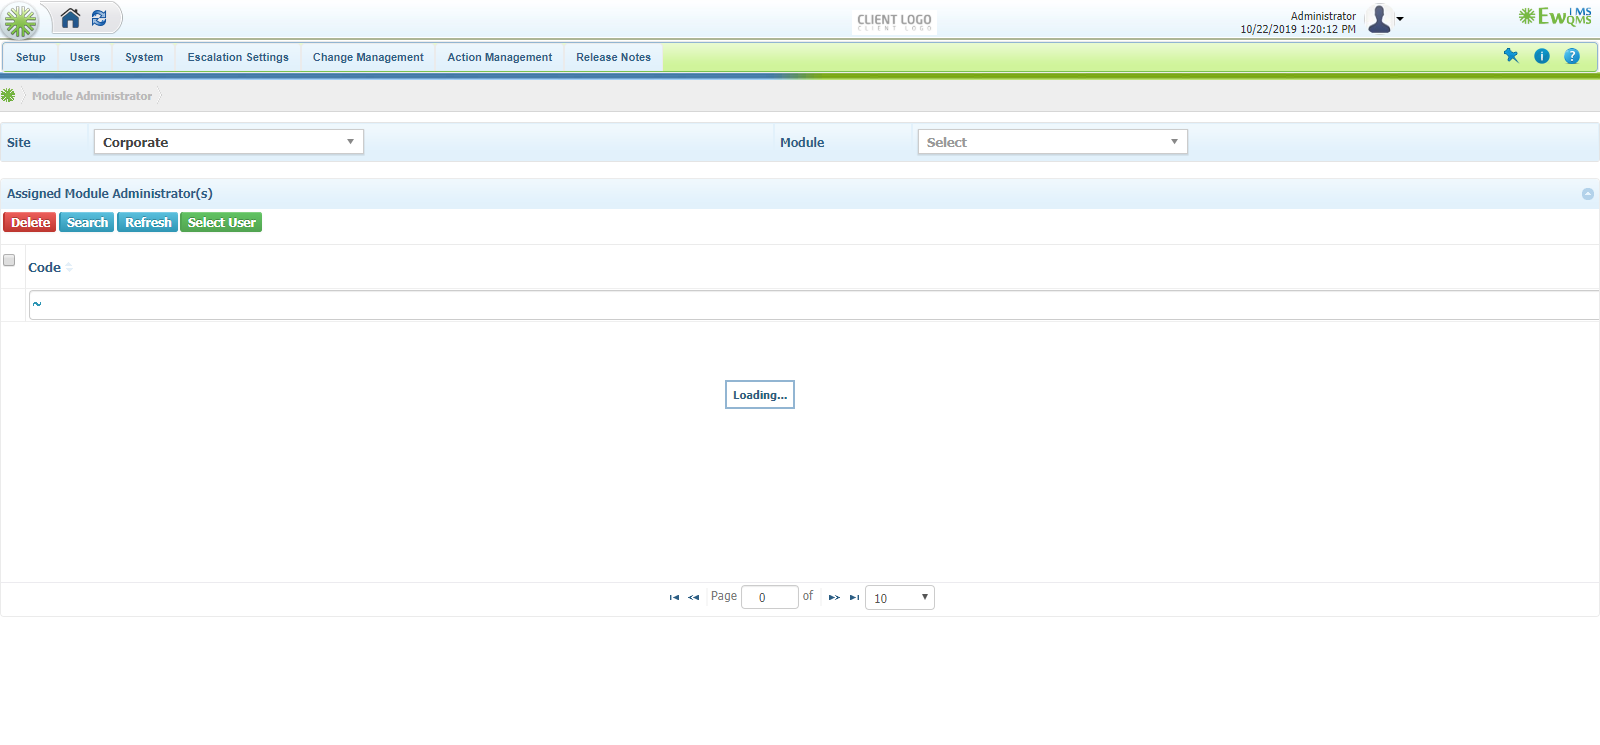 CLIENT LOGO
CLIENT LOGO
Administrator
10/22/2019 1:20:12 PM
EwQMS
IMS
Setup
Users
System
Escalation Settings
Change Management
Action Management
Release Notes
Module Administrator
Site
Corporate
Module
Select
Assigned Module Administrator(s)
Delete
Search
Refresh
Select User
Code
~
Loading...
Page
0
of
10